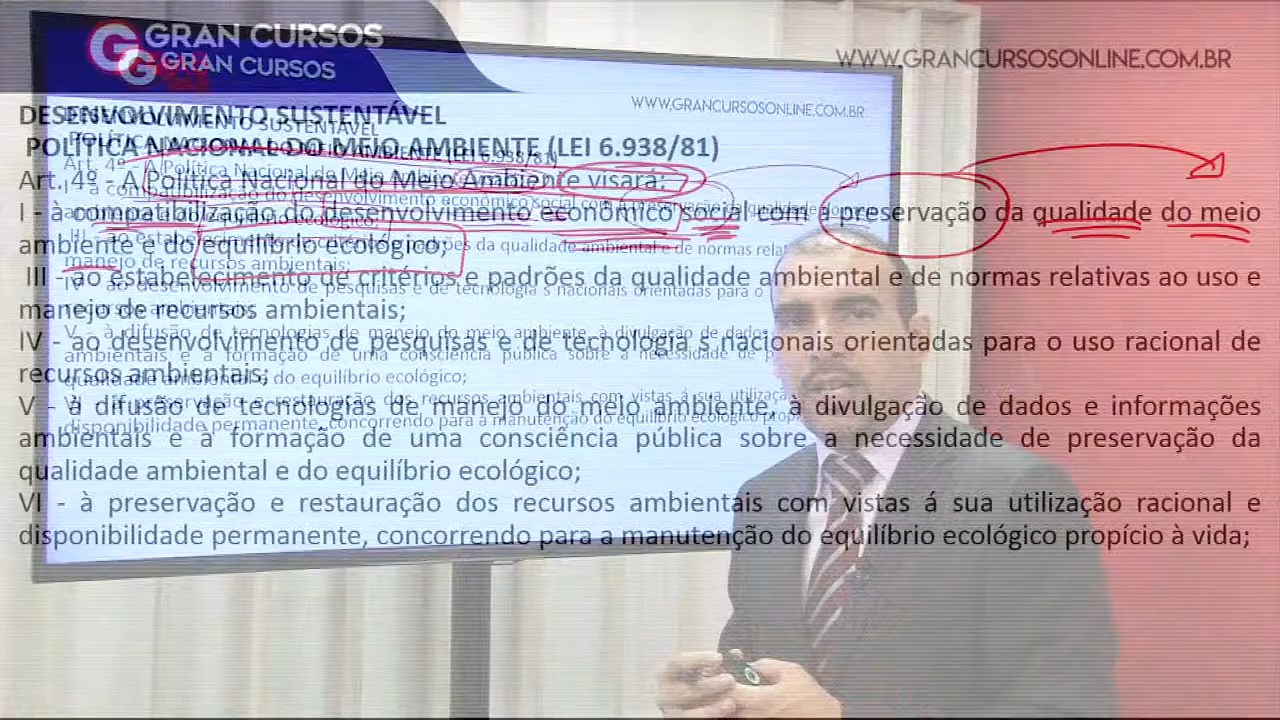 GRAN CURSOS
GRAN CURSOS
WWW.GRANCURSOSONLINE.COM.BR
WWW.GRANCURSOSONLINE.COM.BR
DESENVOLVIMENTO SUSTENTÁVEL
POLÍTICA NACIONAL DO MEIO AMBIENTE (LEI 6.938/81)
Art. 4º - A Política Nacional do Meio Ambiente visará:
I - à compatibilização do desenvolvimento econômico social com a preservação da qualidade do meio
ambiente e do equilíbrio ecológico;
III - ao estabelecimento de critérios e padrões da qualidade ambiental e de normas relativas ao uso e
manejo de recursos ambientais;
IV - ao desenvolvimento de pesquisas e de tecnologia s nacionais orientadas para o uso racional de
recursos ambientais;
V - à difusão de tecnologias de manejo do meio ambiente, à divulgação de dados e informações
ambientais e a formação de uma consciência pública sobre a necessidade de preservação da
qualidade ambiental e do equilíbrio ecológico;
VI - à preservação e restauração dos recursos ambientais com vistas á sua utilização racional e
disponibilidade permanente, concorrendo para a manutenção do equilíbrio ecológico propício à vida;